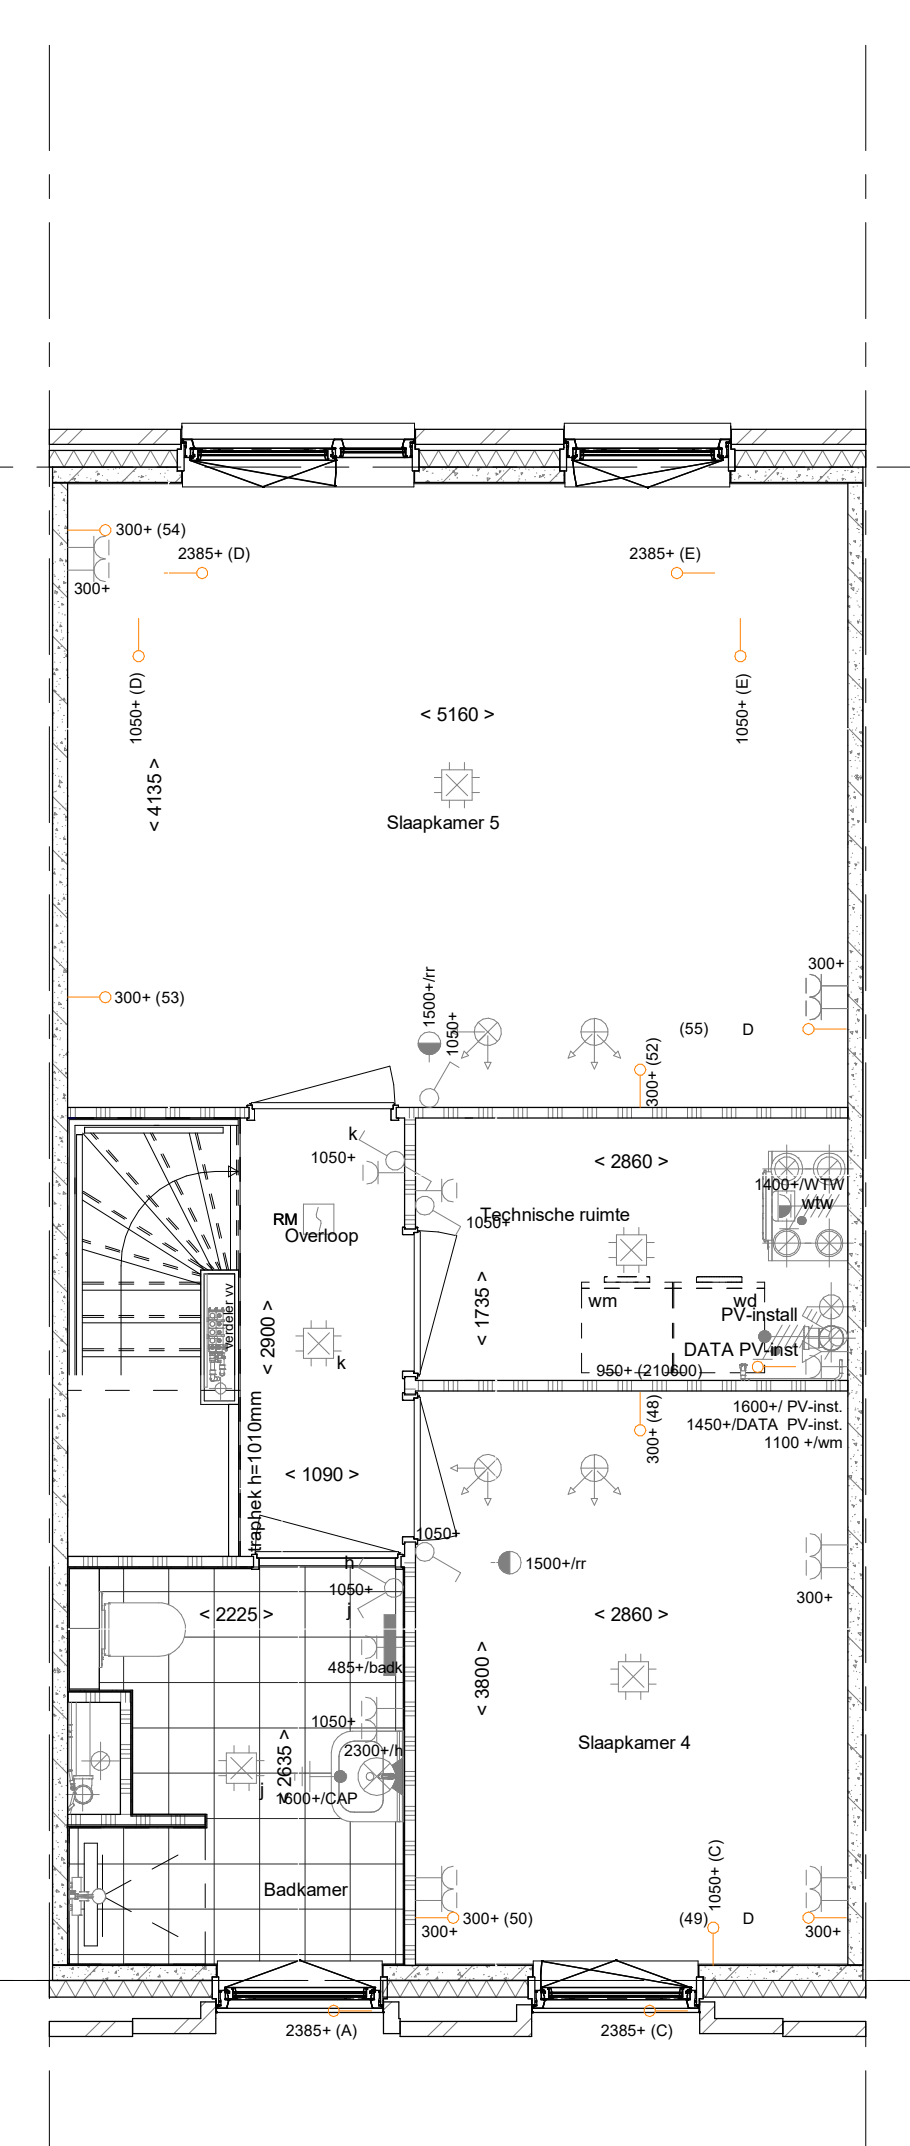 300+ (54)
2385+ (D)
2385+ (E)
300+
1050+ (D)
1050+ (E)
< 5160 >
< 4135 >
Slaapkamer 5
300+
300+ (53)
1500+/rr
1050+
(55) D
300+ (52)
k
1050+
< 2860 >
1400+/WTW
wtw
RM
Overloop
1050+
Technische ruimte
verdeler vv
< 2900 >
< 1735 >
wm
wd
PV-install
k
DATA PV-inst
950+ (210600)
300+ (48)
1600+/ PV-inst.
1450+/DATA PV-inst.
1100 +/wm
traphek h=1010mm
< 1090 >
1050+
h
1050+
j
1500+/rr
300+
< 2225 >
< 2860 >
485+/badk
< 3800 >
1050+
2300+/h
Slaapkamer 4
< 2635 >
j
1600+/CAP
Badkamer
1050+ (C)
300+ (50)
300+
(49) D
300+
2385+ (A)
2385+ (C)